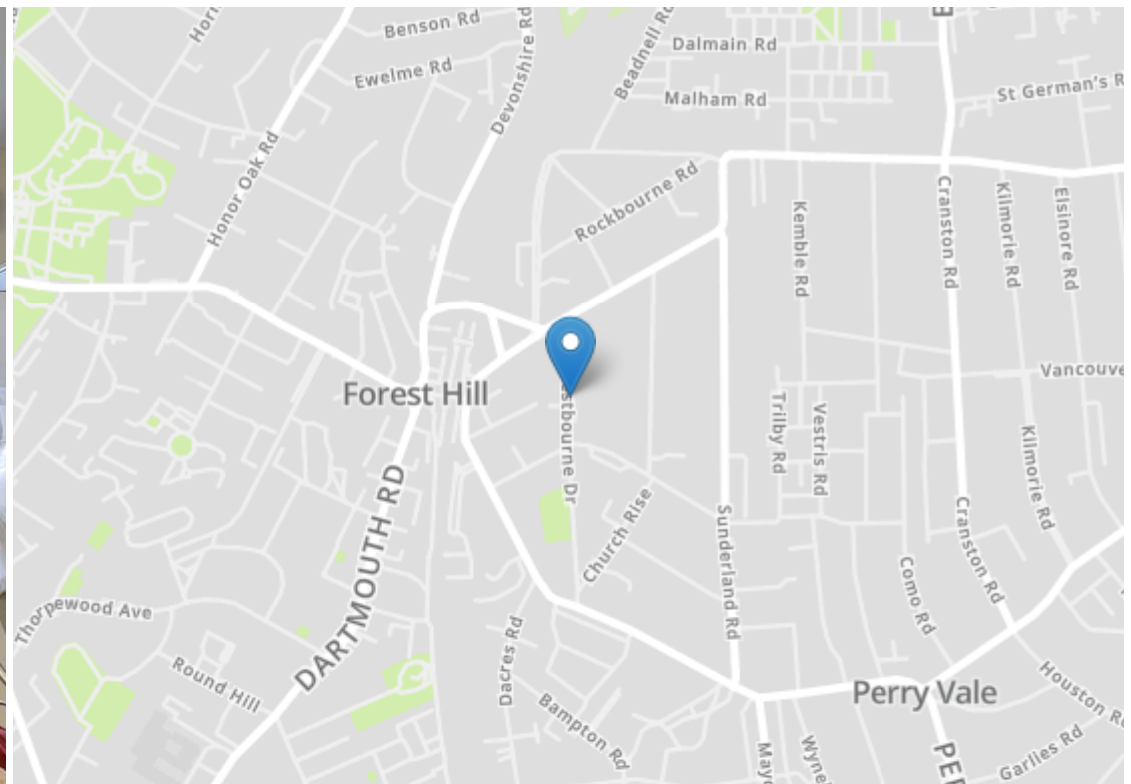 Benson Rd
Ewelme Rd
Devonshire
Beadnell Rd
Dalmain Rd
Malham Rd
St German's
Honor Oak Rd
Rockbourne Rd
Cranston Rd
Kilmorie Rd
Elsinore Rd
Kemble Rd
Forest Hill
Vancouve
stbourne Dr
Trilby Rd
Vestris Rd
Kilmorie Rd
DARTMOUTH RD
Church Rise
Sunderland Rd
Cranston Rd
Como Rd
Thorpewood Ave
Round Hill
Dacres Rd
Bampton Rd
Perry Vale
Houston
Garlies Rd